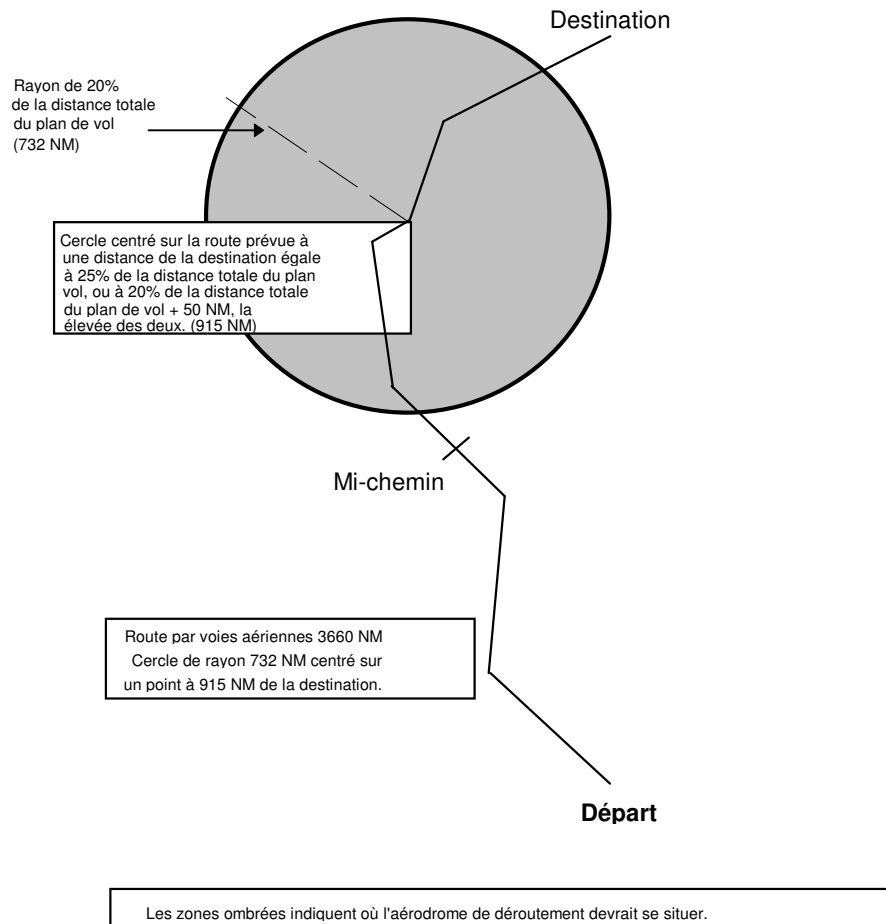 Destination
Rayon de 20%
de la distance totale
du plan de vol
(732 NM)
Cercle centré sur la route prévue à
une distance de la destination égale
à 25% de la distance totale du plan
vol, ou à 20% de la distance totale
du plan de vol + 50 NM, la
élevée des deux. (915 NM)
Mi-chemin
Route par voies aériennes 3660 NM
Cercle de rayon 732 NM centré sur
un point à 915 NM de la destination.
Départ
Les zones ombrées indiquent où l'aérodrome de déroutement devrait se situer.